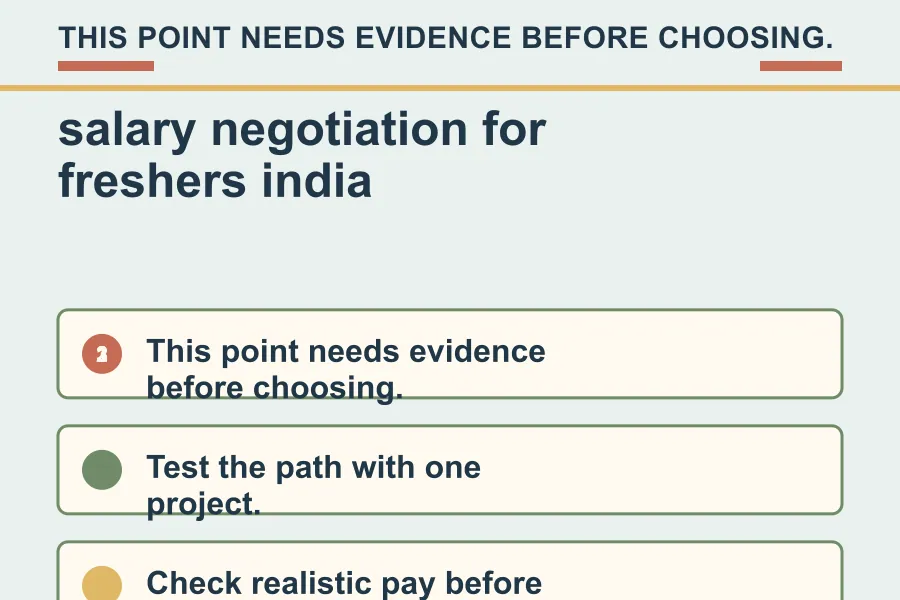 THIS POINT NEEDS EVIDENCE BEFORE CHOOSING.
salary negotiation for
freshers india
This point needs evidence
before choosing.
Test the path with one
project.
Check realistic pay before